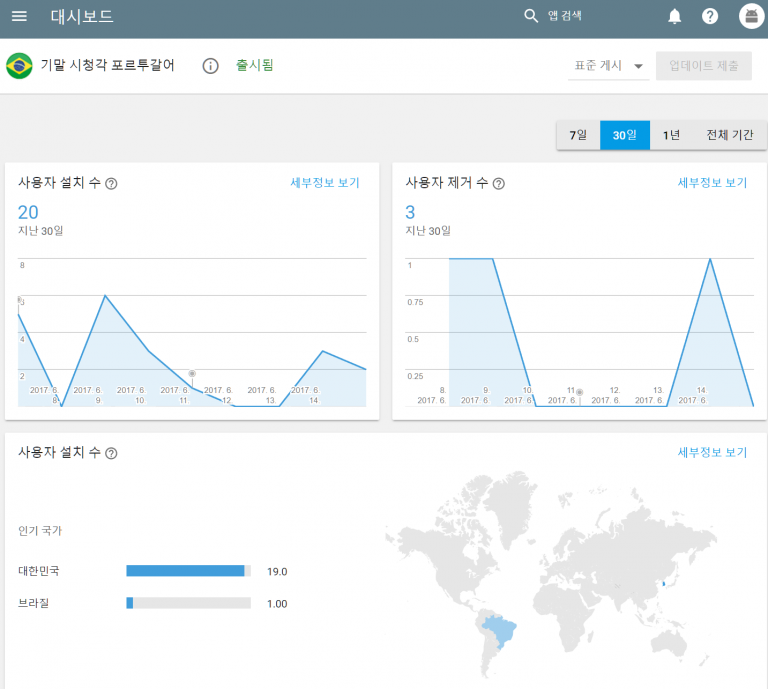 대시보드
앱 검색
기말 시청각 포르투갈어
출시됨
표준 게시
업데이트 제출
7일 30일 1년 전체 기간
사용자 설치 수
세부정보 보기
20
지난 30일
8
4
2
2017. 6. 2017. 6. 2017. 6. 2017. 6. 2017. 6. 2017. 6. 2017. 6.
8. 9. 10. 11. 12. 13. 14.
사용자 제거 수
세부정보 보기
3
지난 30일
1
0.75
0.5
0.25
8. 9. 10. 11. 12. 13. 14.
2017. 6. 2017. 6. 2017. 6. 2017. 6. 2017. 6. 2017. 6. 2017. 6.
사용자 설치 수
세부정보 보기
인기 국가
대한민국 19.0
브라질 1.00